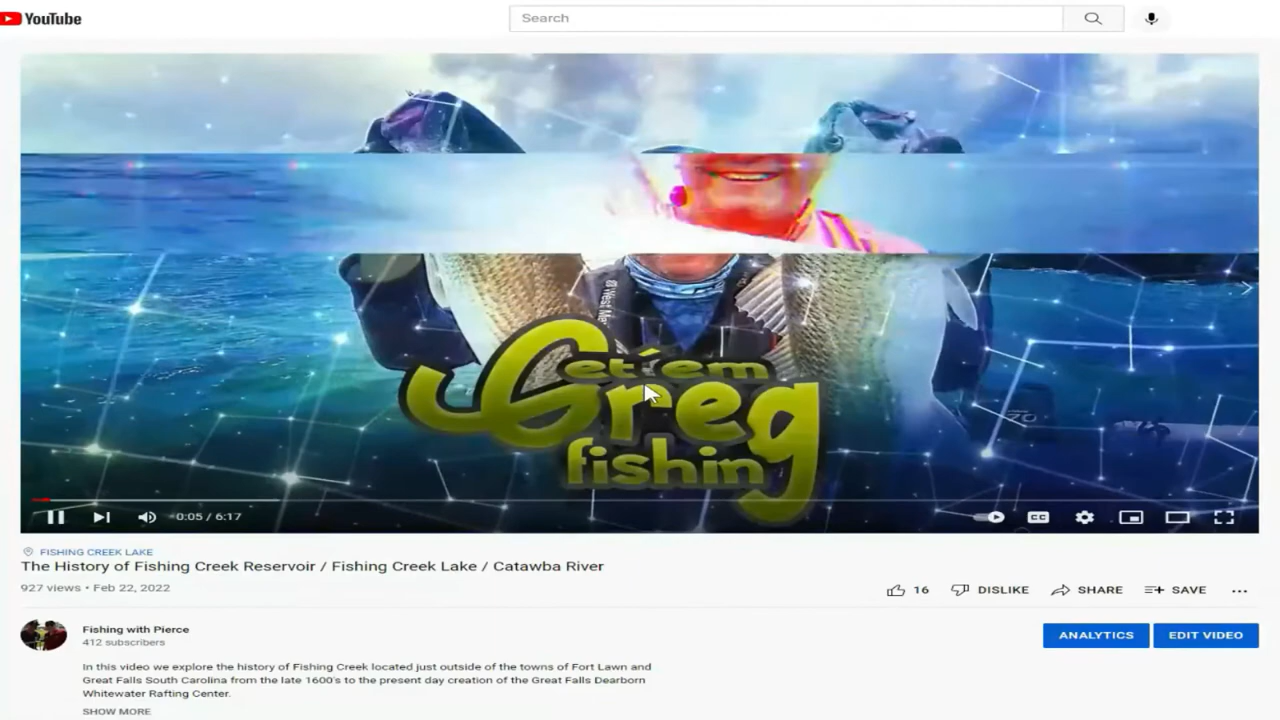 YouTube
Search
et'em
Greg
fishin
0:05 / 6:17
CC
FISHING CREEK LAKE
The History of Fishing Creek Reservoir / Fishing Creek Lake / Catawba River
927 views • Feb 22, 2022
16 DISLIKE SHARE SAVE
Fishing with Pierce
412 subscribers
ANALYTICS EDIT VIDEO
In this video we explore the history of Fishing Creek located just outside of the towns of Fort Lawn and
Great Falls South Carolina from the late 1600's to the present day creation of the Great Falls Dearborn
Whitewater Rafting Center.
SHOW MORE